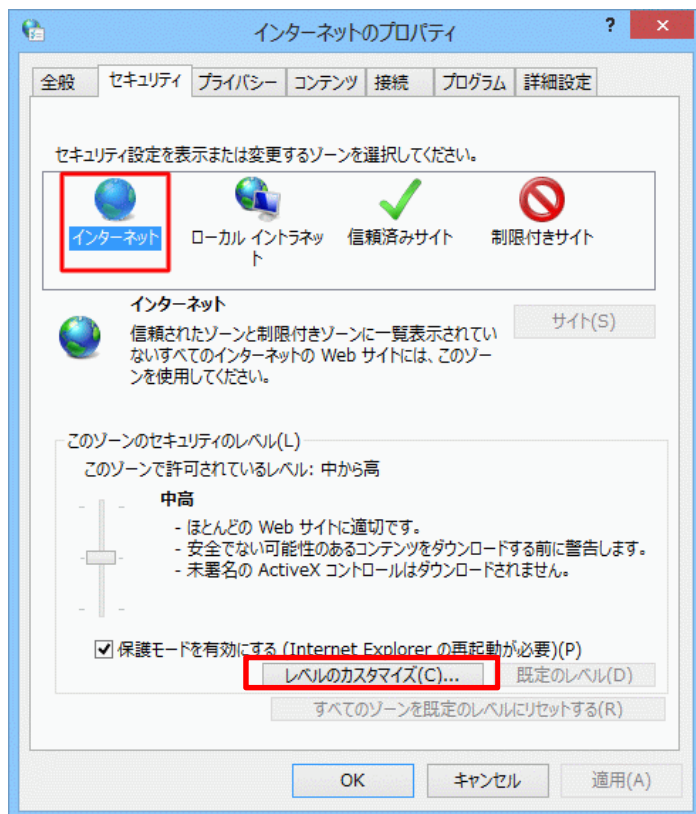 インターネットのプロパティ
?
全般 セキュリティ プライバシー コンテンツ 接続 プログラム 詳細設定
セキュリティ設定を表示または変更するゾーンを選択してください。
インターネット ローカル イントラネッ 信頼済みサイト 制限付きサイト
ト
インターネット
サイト(S)
信頼されたゾーンと制限付きゾーンに一覧表示されてい
ないすべてのインターネットの Web サイトには、このゾー
ンを使用してください。
このゾーンのセキュリティのレベル(L)
このゾーンで許可されているレベル: 中から高
中高
- ほとんどの Web サイトに適切です。
- 安全でない可能性のあるコンテンツをダウンロードする前に警告します。
- 未署名の ActiveX コントロールはダウンロードされません。
保護モードを有効にする (Internet Explorer の再起動が必要)(P)
レベルのカスタマイズ(C)... 既定のレベル(D)
すべてのゾーンを既定のレベルにリセットする(R)
OK キャンセル 適用(A)